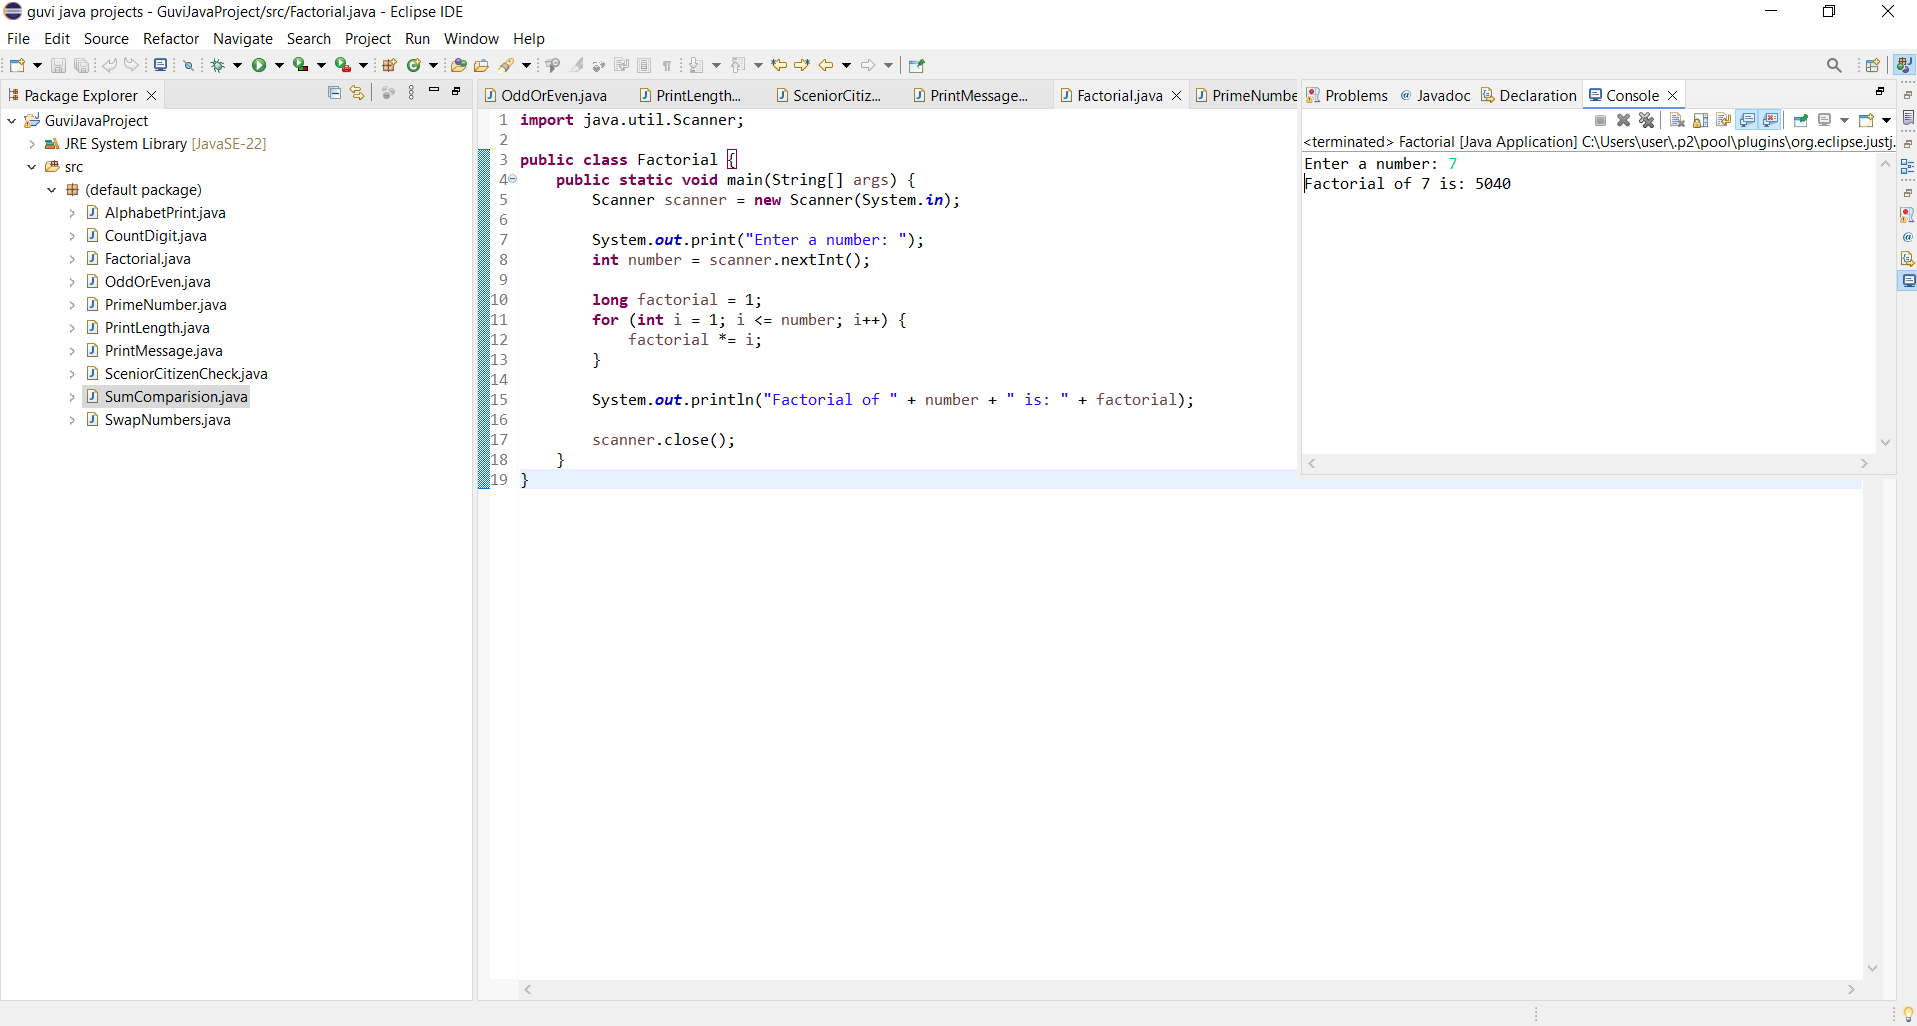 guvi java projects - GuviJavaProject/src/Factorial.java - Eclipse IDE
File Edit Source Refactor Navigate Search Project Run Window Help
Package Explorer
GuviJavaProject
JRE System Library [JavaSE-22]
src
(default package)
AlphabetPrint.java
CountDigit.java
Factorial.java
OddOrEven.java
PrimeNumber.java
PrintLength.java
PrintMessage.java
SceniorCitizenCheck.java
SumComparision.java
SwapNumbers.java
OddOrEven.java PrintLength... SceniorCitiz... PrintMessage... Factorial.java PrimeNumbe
1 import java.util.Scanner;
2
3 public class Factorial {
4 public static void main(String[] args) {
5 Scanner scanner = new Scanner(System.in);
6
7 System.out.print("Enter a number: ");
8 int number = scanner.nextInt();
9
10 long factorial = 1;
11 for (int i = 1; i <= number; i++) {
12 factorial *= i;
13 }
14
15 System.out.println("Factorial of " + number + " is: " + factorial);
16
17 scanner.close();
18 }
19 }
Problems Javadoc Declaration Console
<terminated> Factorial [Java Application] C:\Users\user\.p2\pool\plugins\org.eclipse.justj.
Enter a number: 7
Factorial of 7 is: 5040